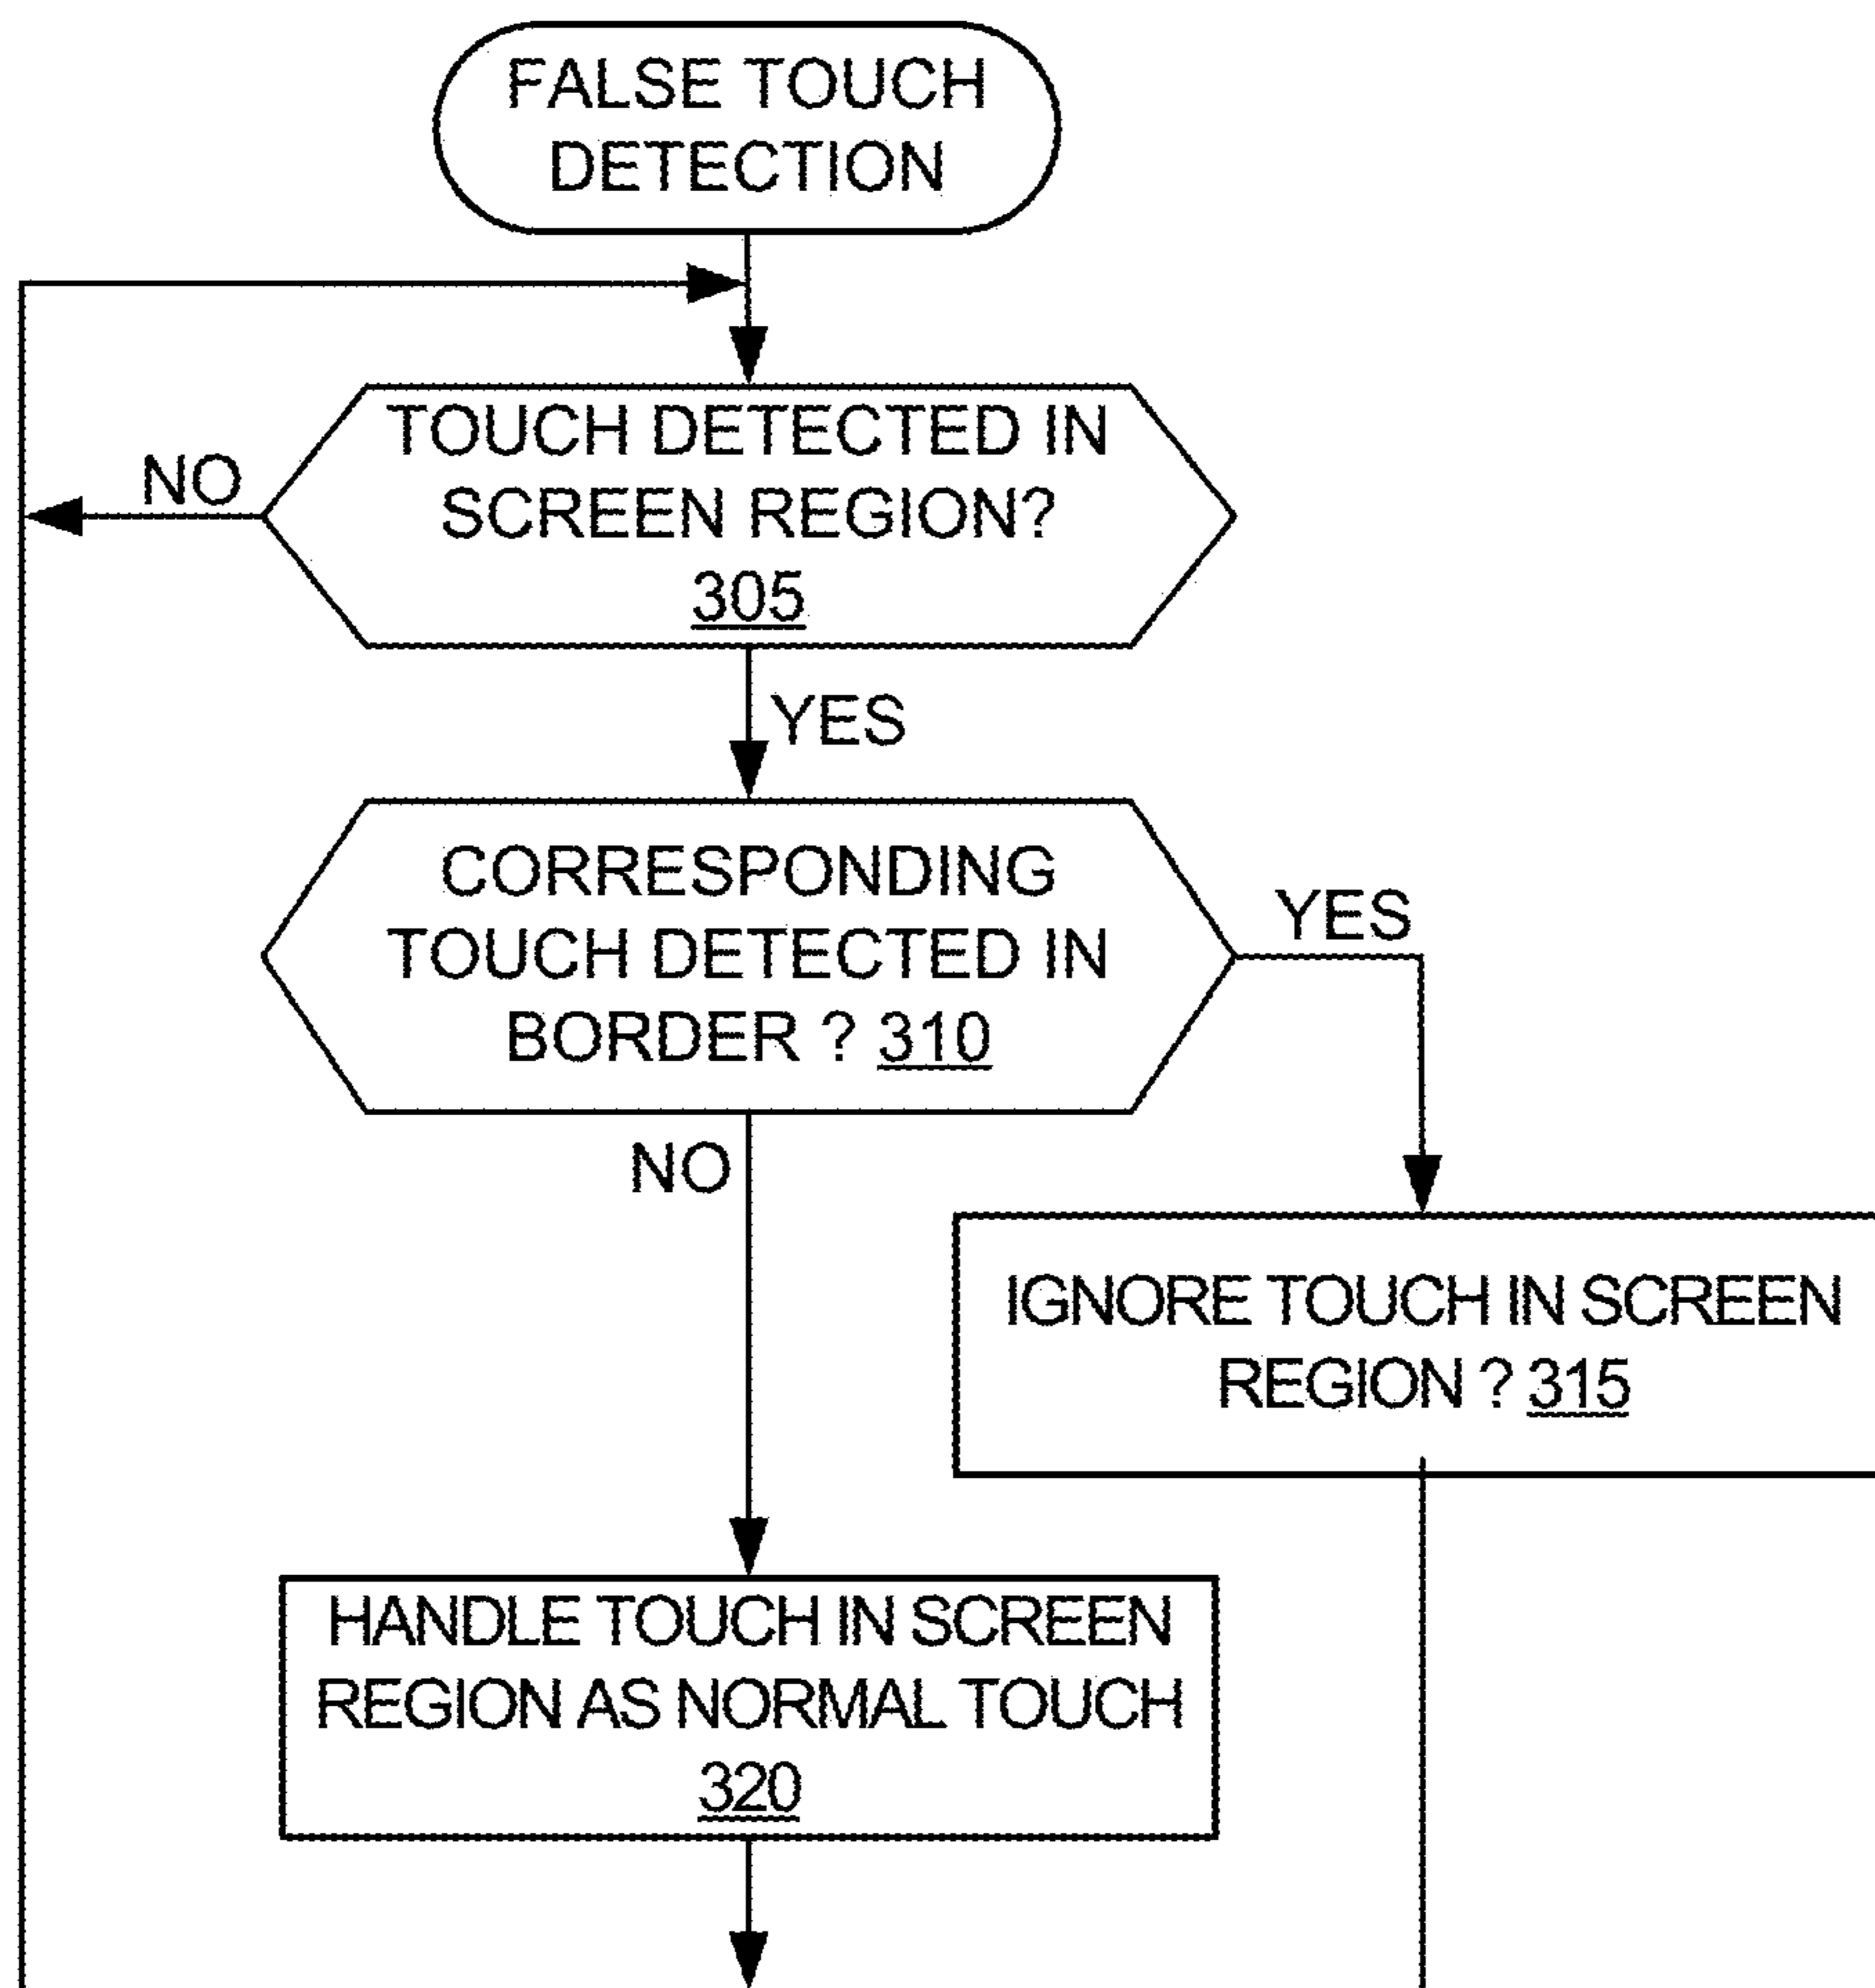 FALSE TOUCH
DETECTION
TOUCH DETECTED IN
SCREEN REGION?
305
NO
YES
CORRESPONDING
TOUCH DETECTED IN
BORDER ? 310
YES
NO
IGNORE TOUCH IN SCREEN
REGION ? 315
HANDLE TOUCH IN SCREEN
REGION AS NORMAL TOUCH
320